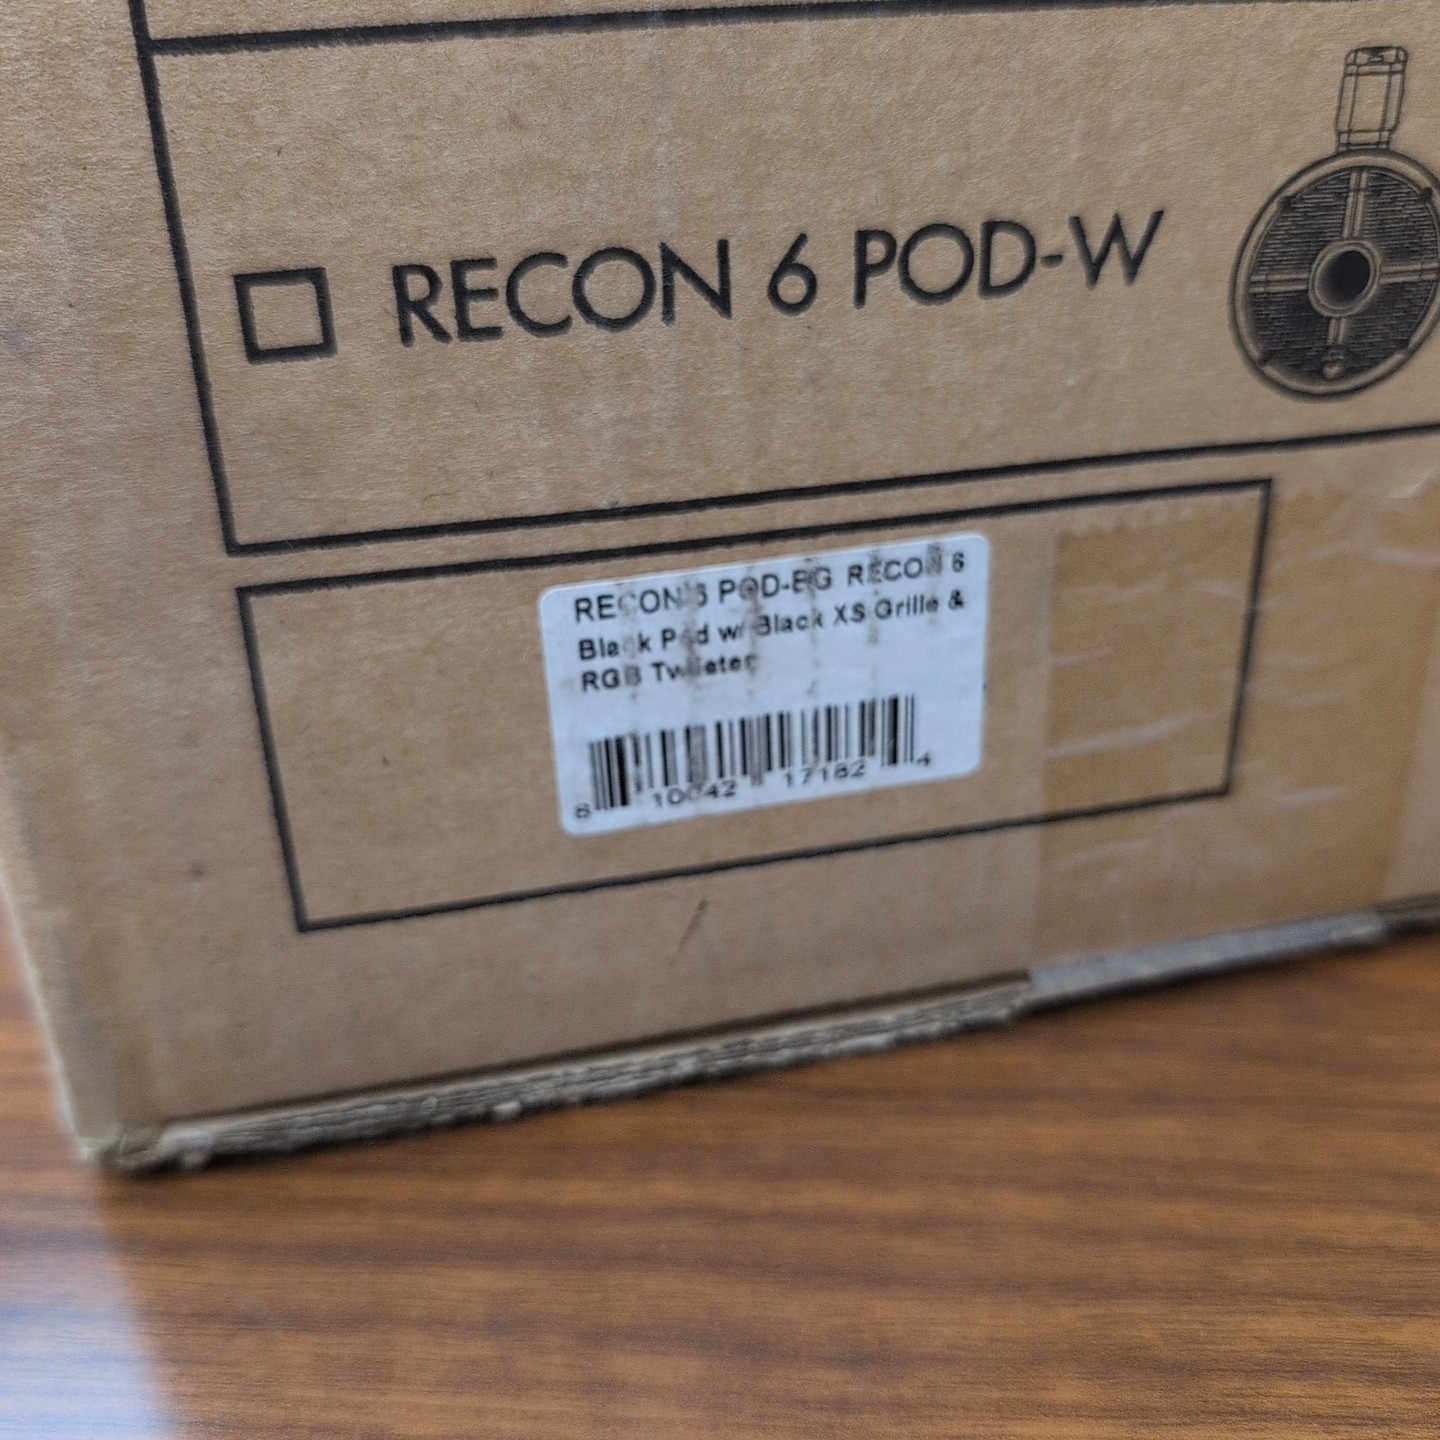 RECON 6 POD-W
RECON 6 POD-BG RECON 6
Black Pod w/ Black XS Grille &
RGB Tweeter
8 10042 17182 4